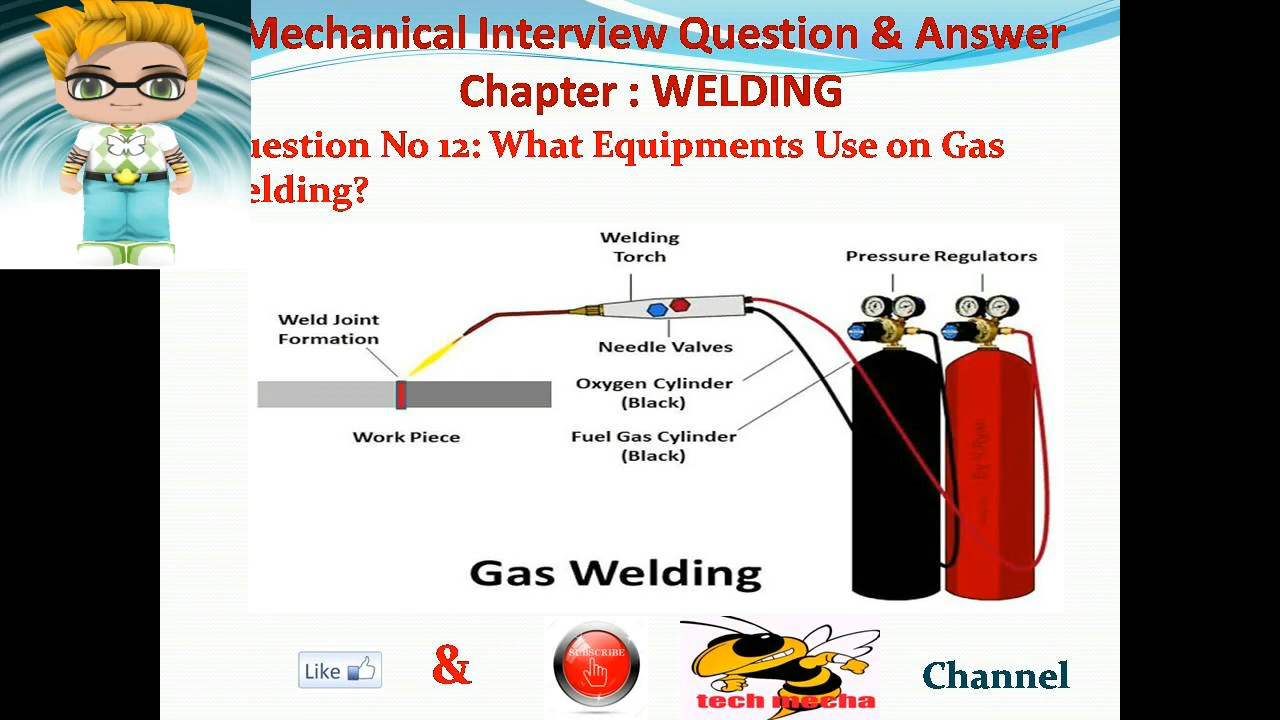 Mechanical Interview Question & Answer
Chapter : WELDING
uestion No 12: What Equipments Use on Gas
elding?
Welding
Torch
Pressure Regulators
Weld Joint
Formation
Needle Valves
Oxygen Cylinder
(Black)
Work Piece
Fuel Gas Cylinder
(Black)
By V.Ryan
Gas Welding
Like
&
SUBSCRIBE
tech mecha
Channel